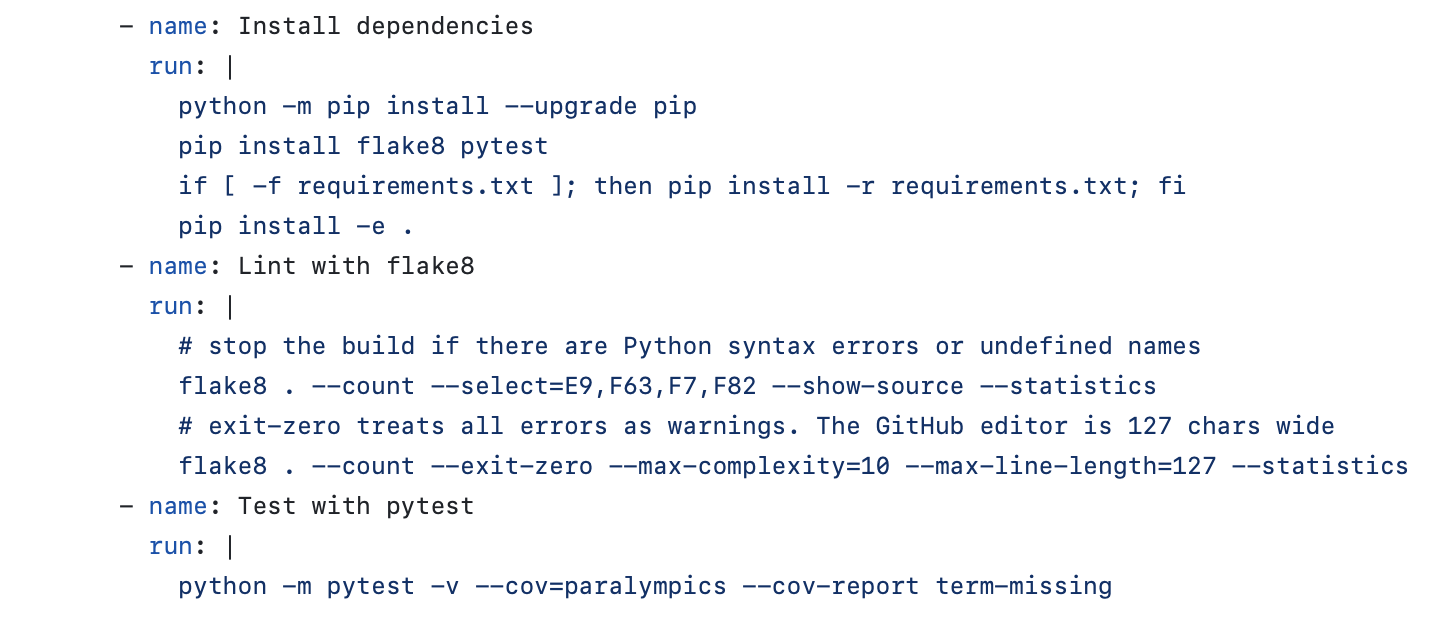 - name: Install dependencies
run: |
python -m pip install --upgrade pip
pip install flake8 pytest
if [ -f requirements.txt ]; then pip install -r requirements.txt; fi
pip install -e .
- name: Lint with flake8
run: |
# stop the build if there are Python syntax errors or undefined names
flake8 . --count --select=E9,F63,F7,F82 --show-source --statistics
# exit-zero treats all errors as warnings. The GitHub editor is 127 chars wide
flake8 . --count --exit-zero --max-complexity=10 --max-line-length=127 --statistics
- name: Test with pytest
run: |
python -m pytest -v --cov=paralympics --cov-report term-missing